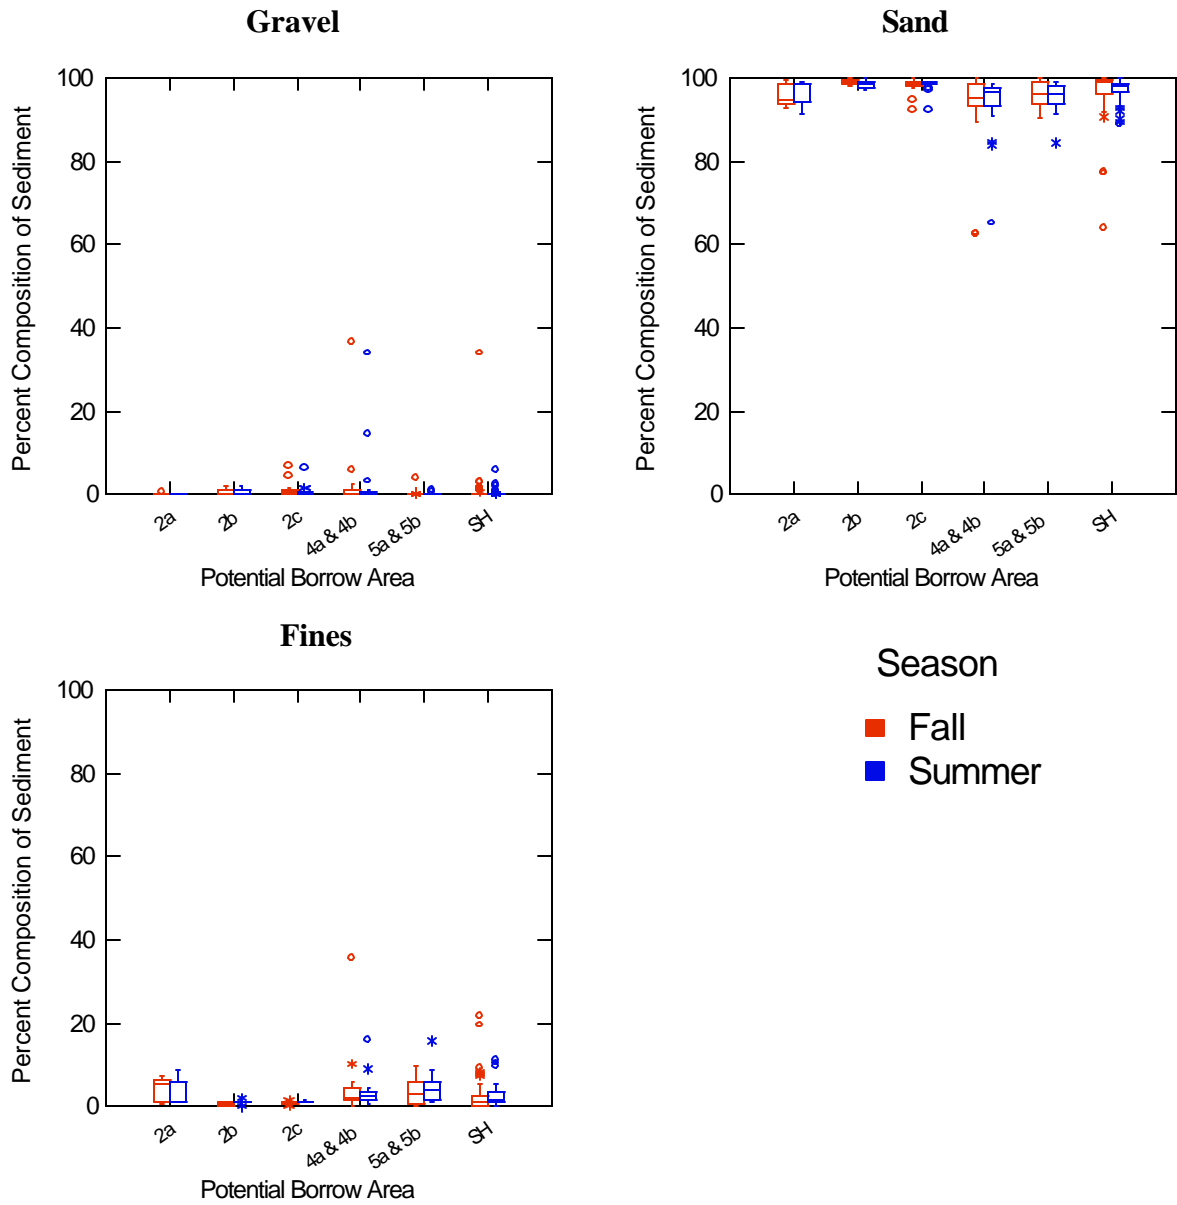 Gravel
Percent Composition of Sediment
100
80
60
40
20
0
2a
2b
2c
4a & 4b
5a & 5b
SH
Potential Borrow Area
Sand
Percent Composition of Sediment
100
80
60
40
20
0
2a
2b
2c
4a & 4b
5a & 5b
SH
Potential Borrow Area
Fines
Percent Composition of Sediment
100
80
60
40
20
0
2a
2b
2c
4a & 4b
5a & 5b
SH
Potential Borrow Area
Season
Fall
Summer